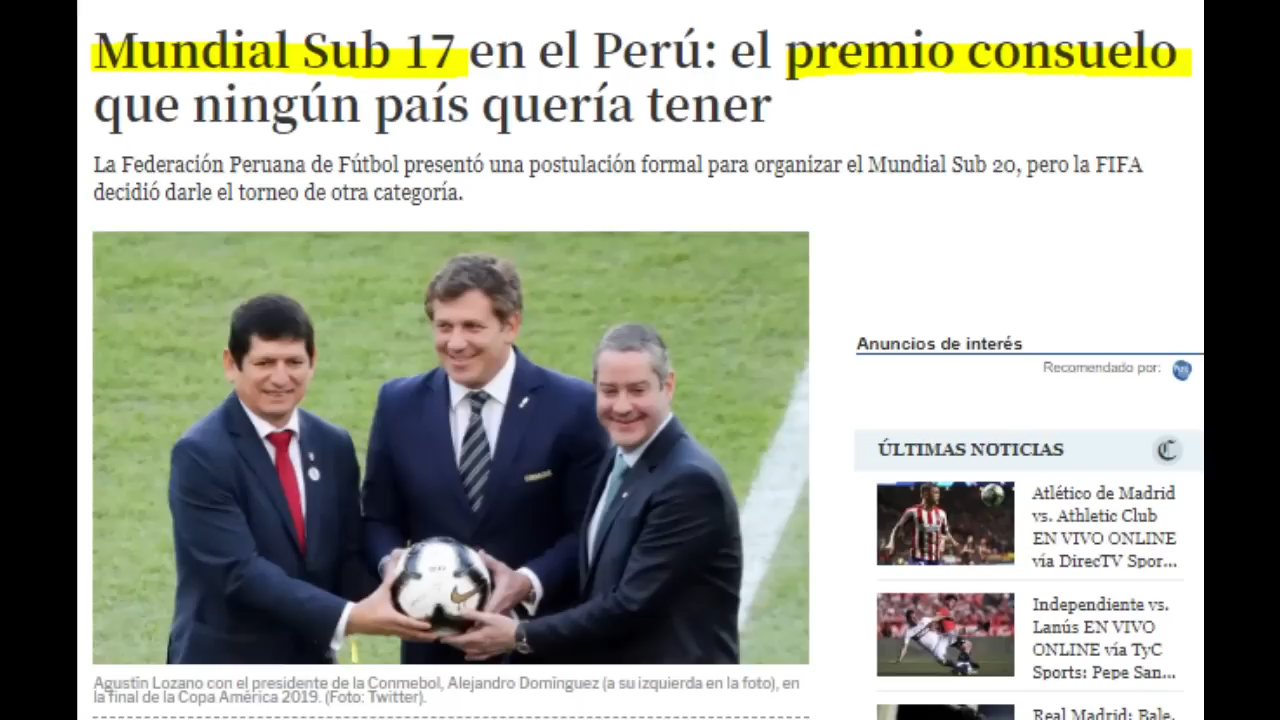 Mundial Sub 17 en el Perú: el premio consuelo
que ningún país quería tener
La Federación Peruana de Fútbol presentó una postulación formal para organizar el Mundial Sub 20, pero la FIFA
decidió darle el torneo de otra categoría.
Agustín Lozano con el presidente de la Conmebol, Alejandro Domínguez (a su izquierda en la foto), en
la final de la Copa América 2019. (Foto: Twitter).
Anuncios de interés
Recomendado por:
ÚLTIMAS NOTICIAS
Atlético de Madrid
vs. Athletic Club
EN VIVO ONLINE
vía DirecTV Spor...
Independiente vs.
Lanús EN VIVO
ONLINE vía TyC
Sports: Pepe San...
Real Madrid: Bale,